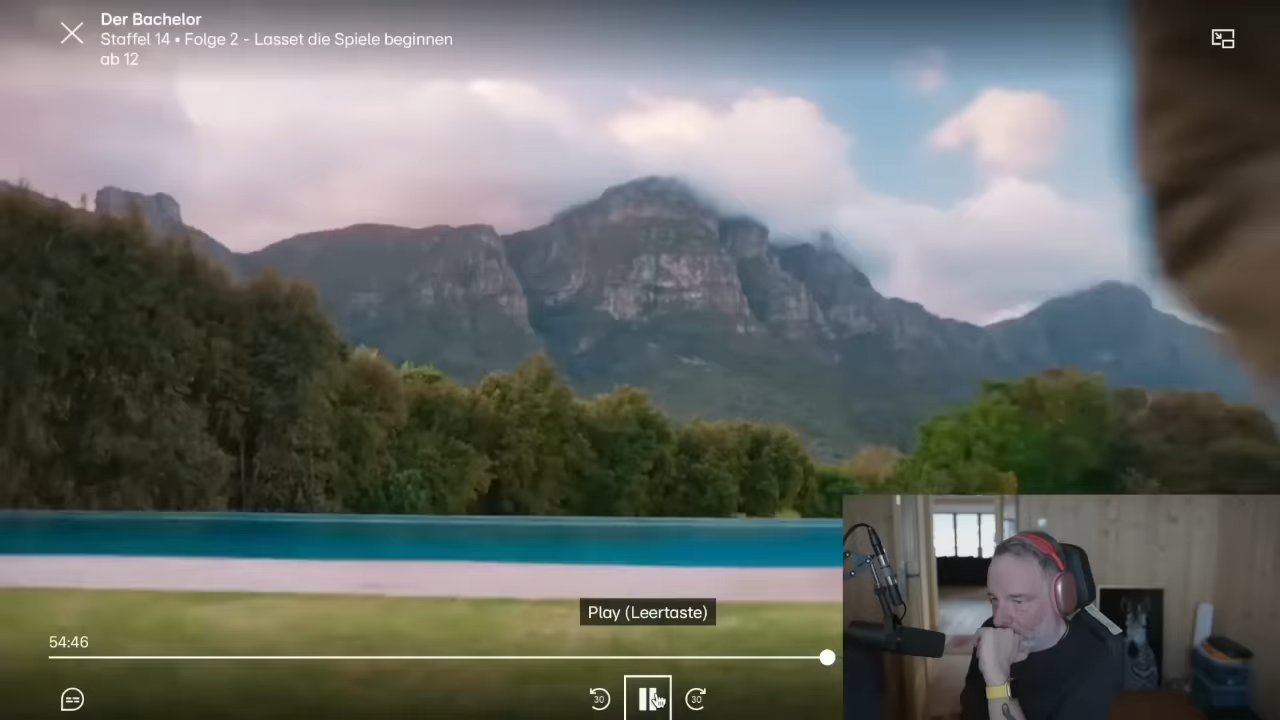 Der Bachelor
Staffel 14 • Folge 2 - Lasset die Spiele beginnen
ab 12
Play (Leertaste)
54:46
30
30